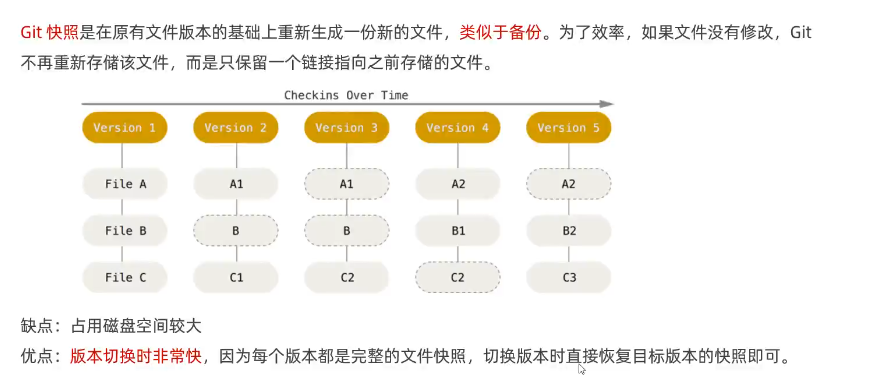 Git 快照是在原有文件版本的基础上重新生成一份新的文件，类似于备份。为了效率，如果文件没有修改，Git
不再重新存储该文件，而是只保留一个链接指向之前存储的文件。
Checkins Over Time
Version 1 Version 2 Version 3 Version 4 Version 5
File A A1 A1 A2 A2
File B B B B1 B2
File C C1 C2 C2 C3
缺点：占用磁盘空间较大
优点：版本切换时非常快，因为每个版本都是完整的文件快照，切换版本时直接恢复目标版本的快照即可。